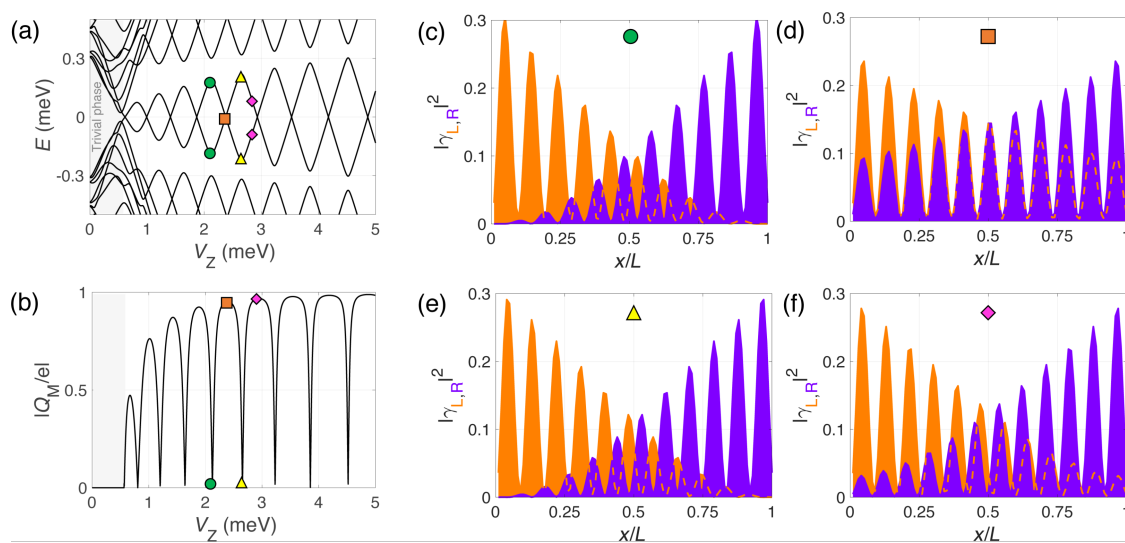 (a)
0.3
0
-0.3
E (meV)
Trivial phase
0 1 2 3 4 5
V_Z (meV)
(b)
1
0.5
0
|Q_M/e|
0 1 2 3 4 5
V_Z (meV)
(c)
0.3
0.2
0.1
0
|γ_L,R|²
0 0.25 0.5 0.75 1
x/L
(d)
0.3
0.2
0.1
0
|γ_L,R|²
0 0.25 0.5 0.75 1
x/L
(e)
0.3
0.2
0.1
0
|γ_L,R|²
0 0.25 0.5 0.75 1
x/L
(f)
0.3
0.2
0.1
0
|γ_L,R|²
0 0.25 0.5 0.75 1
x/L